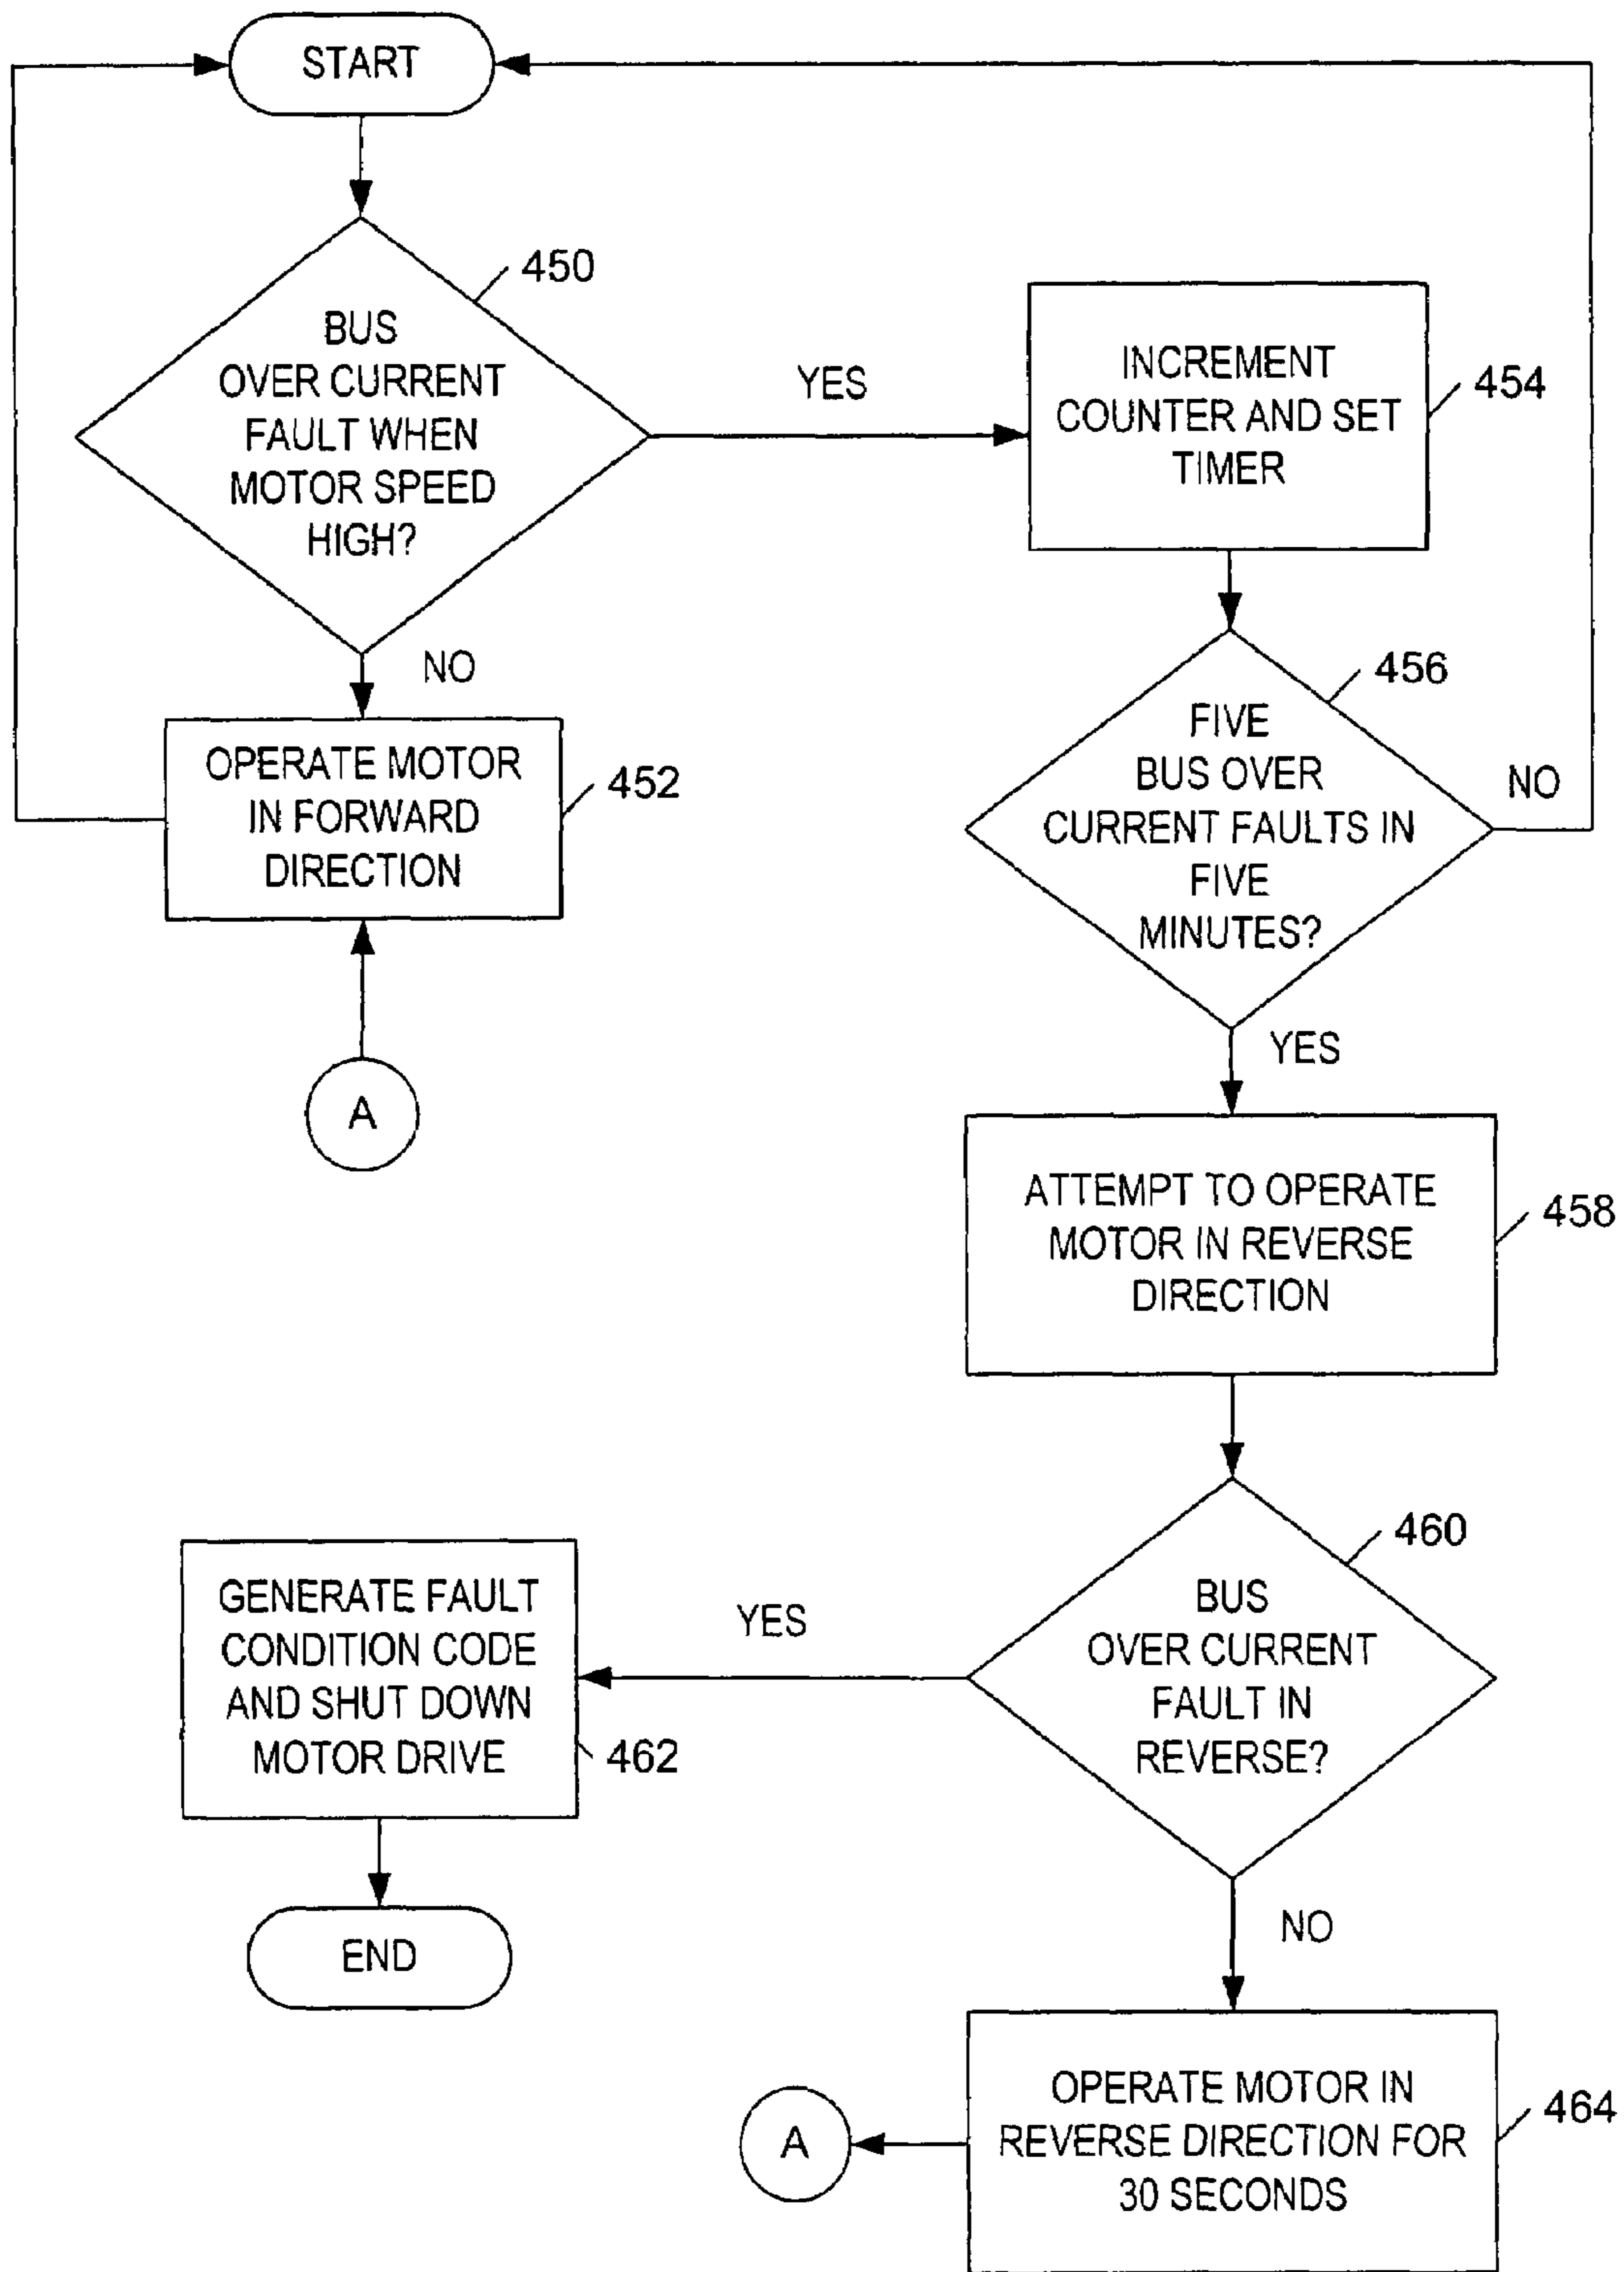 START
450
BUS
OVER CURRENT
FAULT WHEN
MOTOR SPEED
HIGH?
YES
INCREMENT
COUNTER AND SET
TIMER
454
NO
OPERATE MOTOR
IN FORWARD
DIRECTION
452
A
456
FIVE
BUS OVER
CURRENT FAULTS IN
FIVE
MINUTES?
NO
YES
ATTEMPT TO OPERATE
MOTOR IN REVERSE
DIRECTION
458
460
BUS
OVER CURRENT
FAULT IN
REVERSE?
YES
GENERATE FAULT
CONDITION CODE
AND SHUT DOWN
MOTOR DRIVE
462
END
NO
OPERATE MOTOR IN
REVERSE DIRECTION FOR
30 SECONDS
464
A